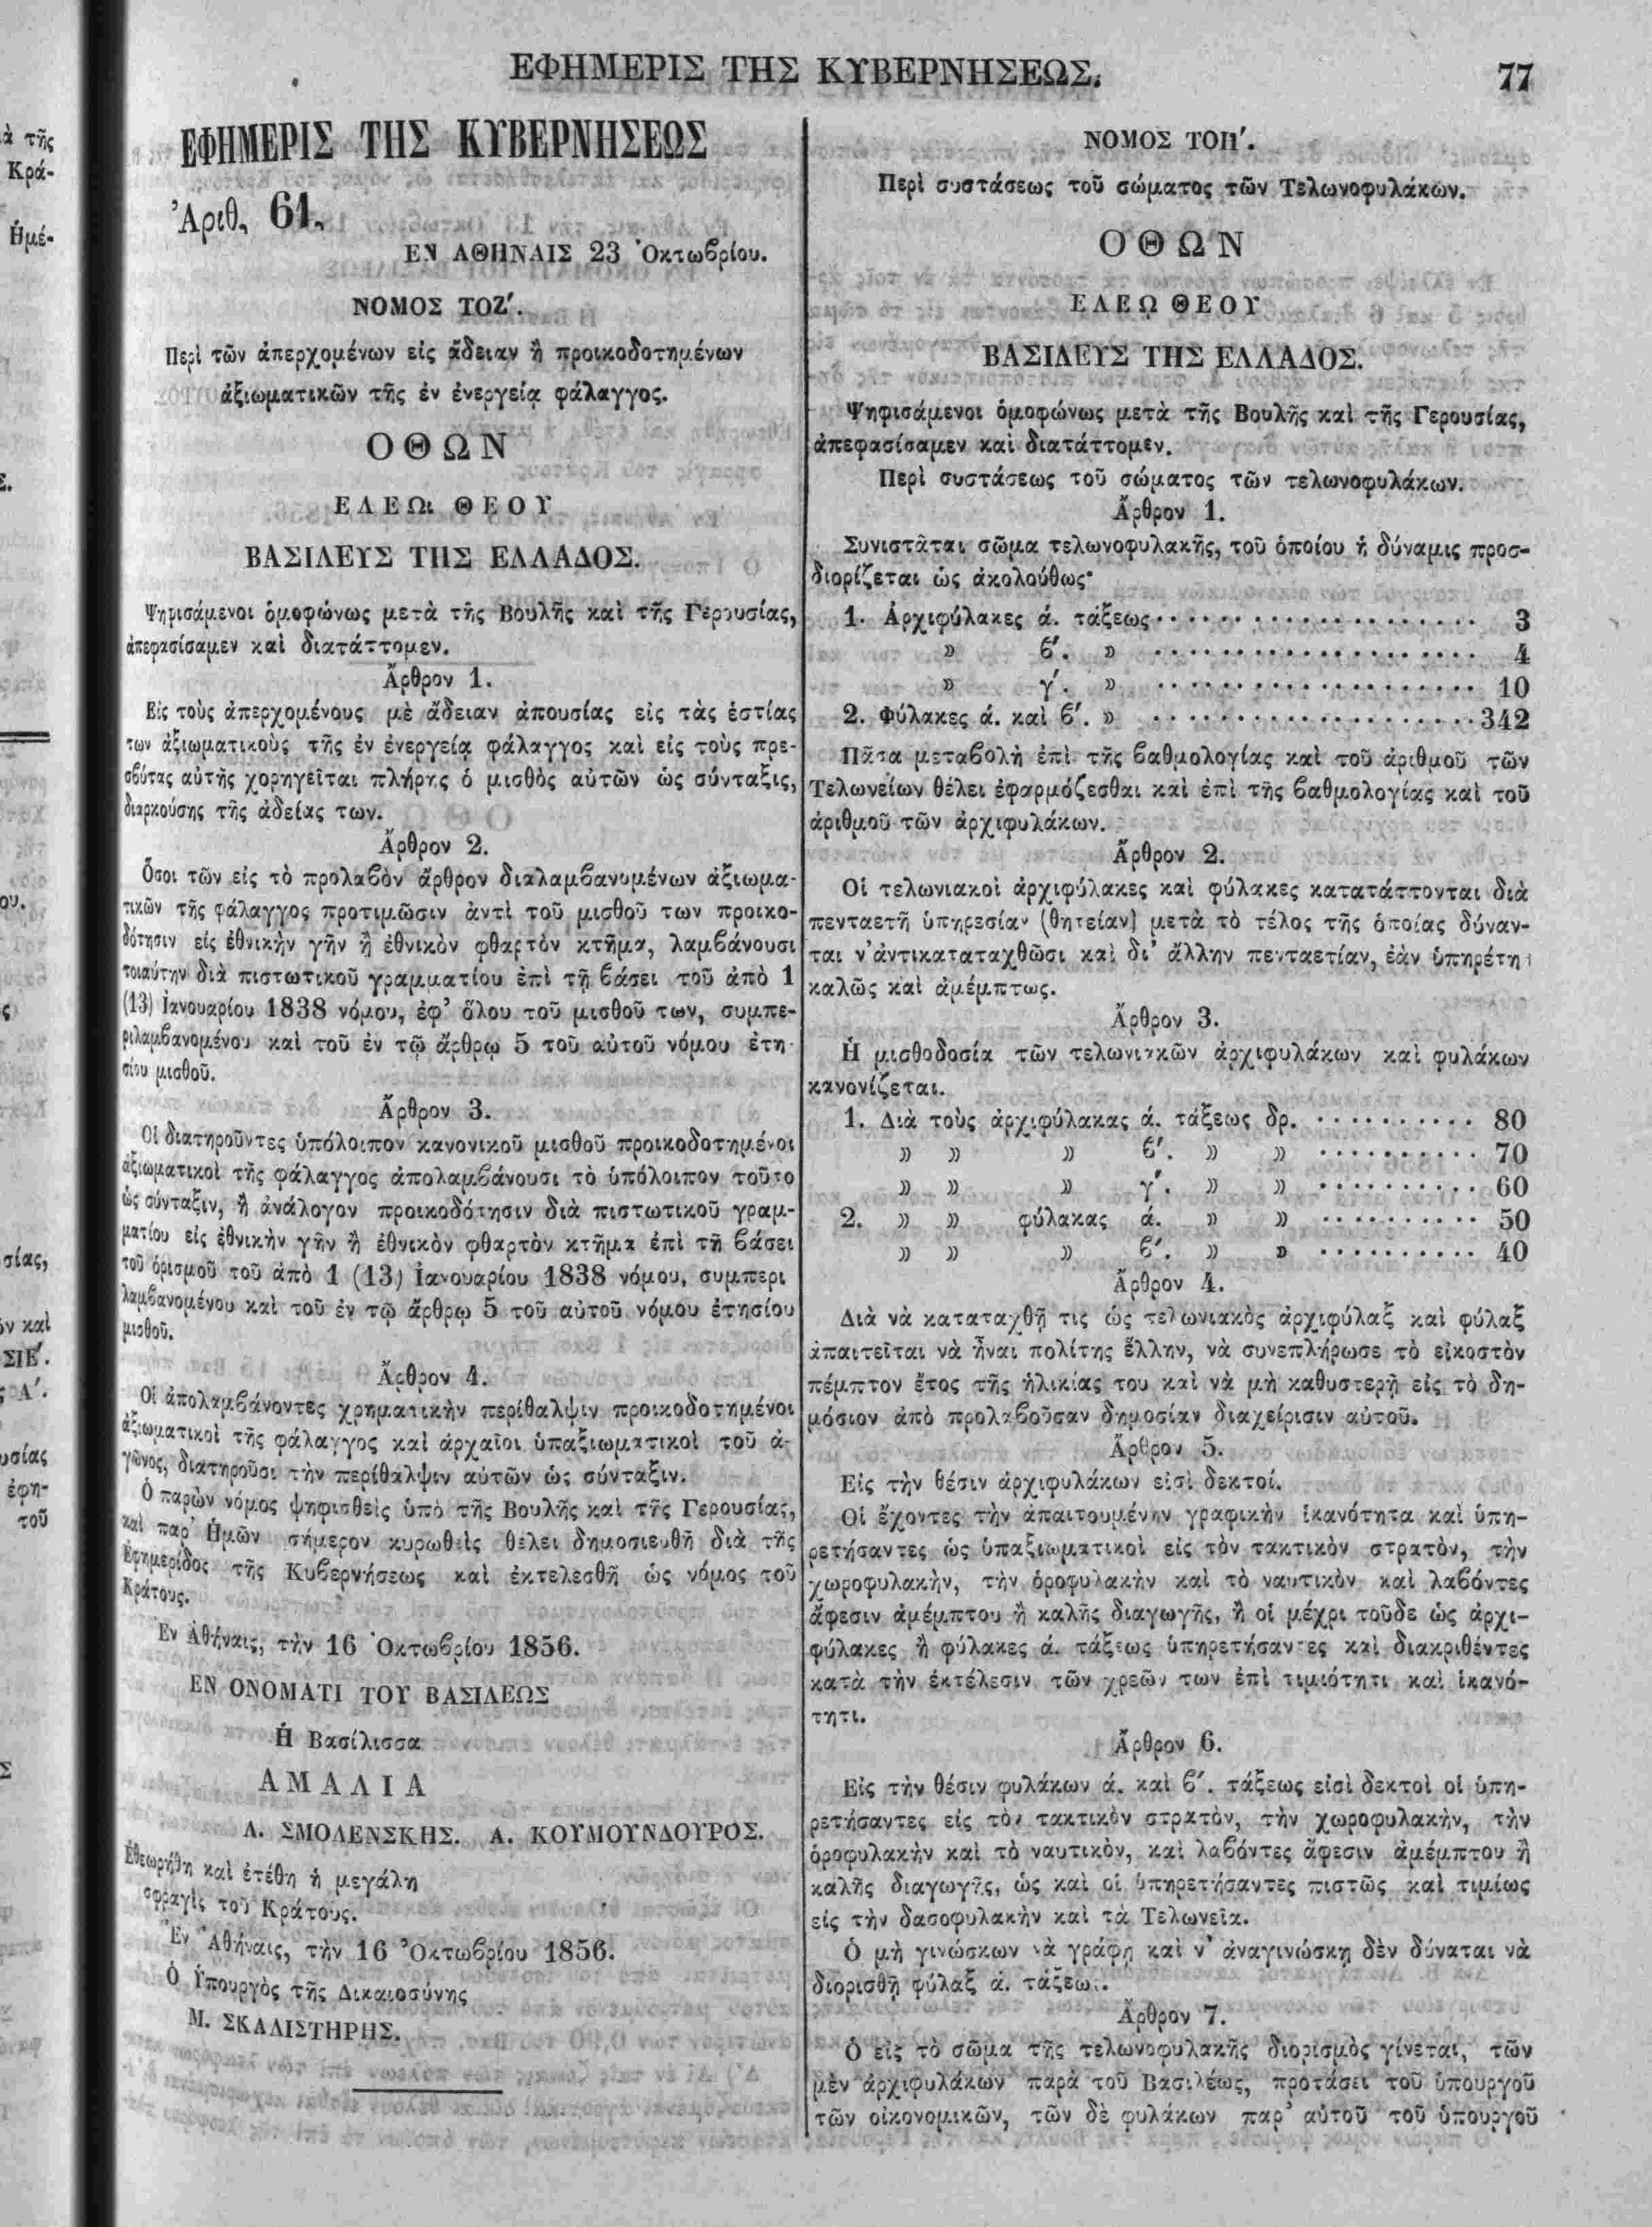 ΕΦΗΜΕΡΙΣ ΤΗΣ ΚΥΒΕΡΝΗΣΕΩΣ. 77
ΕΦΗΜΕΡΙΣ ΤΗΣ ΚΥΒΕΡΝΗΣΕΩΣ
Ἀριθ. 61.
ΕΝ ΑΘΗΝΑΙΣ 23 Ὀκτωβρίου.
ΝΟΜΟΣ ΤΟΖʹ.
Περὶ τῶν ἀπερχομένων εἰς ἄδειαν ἢ προικοδοτημένων
ἀξιωματικῶν τῆς ἐν ἐνεργείᾳ φάλαγγος.
ΟΘΩΝ
ΕΛΕΩι ΘΕΟΥ
ΒΑΣΙΛΕΥΣ ΤΗΣ ΕΛΛΑΔΟΣ.
Ψηφισάμενοι ὁμοφώνως μετὰ τῆς Βουλῆς καὶ τῆς Γερουσίας,
ἀπεφασίσαμεν καὶ διατάττομεν.
Ἄρθρον 1.
Εἰς τοὺς ἀπερχομένους μὲ ἄδειαν ἀπουσίας εἰς τὰς ἑστίας
των ἀξιωματικοὺς τῆς ἐν ἐνεργείᾳ φάλαγγος καὶ εἰς τοὺς πρε-
σβύτας αὐτῆς χορηγεῖται πλήρης ὁ μισθὸς αὐτῶν ὡς σύνταξις,
διαρκούσης τῆς ἀδείας των.
Ἄρθρον 2.
Ὅσοι τῶν εἰς τὸ προλαβὸν ἄρθρον διαλαμβανομένων ἀξιωμα-
τικῶν τῆς φάλαγγος προτιμῶσιν ἀντὶ τοῦ μισθοῦ των προικο-
δότησιν εἰς ἐθνικὴν γῆν ἢ ἐθνικὸν φθαρτὸν κτῆμα, λαμβάνουσι
τοιαύτην διὰ πιστωτικοῦ γραμματίου ἐπὶ τῇ βάσει τοῦ ἀπὸ 1
(13) Ἰανουαρίου 1838 νόμου, ἐφ' ὅλου τοῦ μισθοῦ των, συμπε-
ριλαμβανομένου καὶ τοῦ ἐν τῷ ἄρθρῳ 5 τοῦ αὐτοῦ νόμου ἐτη-
σίου μισθοῦ.
Ἄρθρον 3.
Οἱ διατηροῦντες ὑπόλοιπον κανονικοῦ μισθοῦ προικοδοτημένοι
ἀξιωματικοὶ τῆς φάλαγγος ἀπολαμβάνουσι τὸ ὑπόλοιπον τοῦτο
ὡς σύνταξιν, ἢ ἀνάλογον προικοδότησιν διὰ πιστωτικοῦ γραμ-
ματίου εἰς ἐθνικὴν γῆν ἢ ἐθνικὸν φθαρτὸν κτῆμα ἐπὶ τῇ βάσει
τοῦ ὁρισμοῦ τοῦ ἀπὸ 1 (13) Ἰανουαρίου 1838 νόμου, συμπερι
λαμβανομένου καὶ τοῦ ἐν τῷ ἄρθρῳ 5 τοῦ αὐτοῦ νόμου ἐτησίου
μισθοῦ.
Ἄρθρον 4.
Οἱ ἀπολαμβάνοντες χρηματικὴν περίθαλψιν προικοδοτημένοι
ἀξιωματικοὶ τῆς φάλαγγος καὶ ἀρχαῖοι ὑπαξιωματικοὶ τοῦ ἀ-
γῶνος, διατηροῦσι τὴν περίθαλψιν αὐτῶν ὡς σύνταξιν.
Ὁ παρὼν νόμος ψηφισθεὶς ὑπὸ τῆς Βουλῆς καὶ τῆς Γερουσίας,
καὶ παρ' Ἡμῶν σήμερον κυρωθεὶς θέλει δημοσιευθῆ διὰ τῆς
Ἐφημερίδος τῆς Κυβερνήσεως καὶ ἐκτελεσθῆ ὡς νόμος τοῦ
Κράτους.
Ἐν Ἀθήναις, τὴν 16 Ὀκτωβρίου 1856.
ΕΝ ΟΝΟΜΑΤΙ ΤΟΥ ΒΑΣΙΛΕΩΣ
Ἡ Βασίλισσα
ΑΜΑΛΙΑ
Λ. ΣΜΟΛΕΝΣΚΗΣ. Α. ΚΟΥΜΟΥΝΔΟΥΡΟΣ.
Ἐθεωρήθη καὶ ἐτέθη ἡ μεγάλη
σφραγὶς τοῦ Κράτους.
Ἐν Ἀθήναις, τὴν 16 Ὀκτωβρίου 1856.
Ὁ Ὑπουργὸς τῆς Δικαιοσύνης
Μ. ΣΚΑΛΙΣΤΗΡΗΣ.
ΝΟΜΟΣ ΤΟΗʹ.
Περὶ συστάσεως τοῦ σώματος τῶν Τελωνοφυλάκων.
ΟΘΩΝ
ΕΛΕΩ ΘΕΟΥ
ΒΑΣΙΛΕΥΣ ΤΗΣ ΕΛΛΑΔΟΣ.
Ψηφισάμενοι ὁμοφώνως μετὰ τῆς Βουλῆς καὶ τῆς Γερουσίας,
ἀπεφασίσαμεν καὶ διατάττομεν.
Περὶ συστάσεως τοῦ σώματος τῶν τελωνοφυλάκων.
Ἄρθρον 1.
Συνιστᾶται σῶμα τελωνοφυλακῆς, τοῦ ὁποίου ἡ δύναμις προσ-
διορίζεται ὡς ἀκολούθως·
1. Ἀρχιφύλακες ά. τάξεως . . . . . . . . 3
» β'. » . . . . . . . . 4
» γ'. » . . . . . . . . 10
2. Φύλακες ά. καὶ β'. » . . . . . . . . 342
Πᾶσα μεταβολὴ ἐπὶ τῆς βαθμολογίας καὶ τοῦ ἀριθμοῦ τῶν
Τελωνείων θέλει ἐφαρμόζεσθαι καὶ ἐπὶ τῆς βαθμολογίας καὶ τοῦ
ἀριθμοῦ τῶν ἀρχιφυλάκων.
Ἄρθρον 2.
Οἱ τελωνιακοὶ ἀρχιφύλακες καὶ φύλακες κατατάττονται διὰ
πενταετῆ ὑπηρεσίαν (θητείαν) μετὰ τὸ τέλος τῆς ὁποίας δύναν-
ται ν' ἀντικαταταχθῶσι καὶ δι' ἄλλην πενταετίαν, ἐὰν ὑπηρέτησαν
καλῶς καὶ ἀμέμπτως.
Ἄρθρον 3.
Ἡ μισθοδοσία τῶν τελωνιακῶν ἀρχιφυλάκων καὶ φυλάκων
κανονίζεται.
1. Διὰ τοὺς ἀρχιφύλακας ά. τάξεως δρ. . . . . . . 80
» » » β'. » » . . . . . . 70
» » » γ'. » » . . . . . . 60
2. » » φύλακας ά. » » . . . . . . 50
» » » β'. » » . . . . . . 40
Ἄρθρον 4.
Διὰ νὰ καταταχθῇ τις ὡς τελωνιακὸς ἀρχιφύλαξ καὶ φύλαξ
ἀπαιτεῖται νὰ ἦναι πολίτης ἕλλην, νὰ συνεπλήρωσε τὸ εἰκοστὸν
πέμπτον ἔτος τῆς ἡλικίας του καὶ νὰ μὴ καθυστερῇ εἰς τὸ δη-
μόσιον ἀπὸ προλαβοῦσαν δημοσίαν διαχείρισιν αὐτοῦ.
Ἄρθρον 5.
Εἰς τὴν θέσιν ἀρχιφυλάκων εἰσὶ δεκτοί.
Οἱ ἔχοντες τὴν ἀπαιτουμένην γραφικὴν ἱκανότητα καὶ ὑπη-
ρετήσαντες ὡς ὑπαξιωματικοὶ εἰς τὸν τακτικὸν στρατὸν, τὴν
χωροφυλακὴν, τὴν ὁροφυλακὴν καὶ τὸ ναυτικὸν καὶ λαβόντες
ἄφεσιν ἀμέμπτου ἢ καλῆς διαγωγῆς, ἢ οἱ μέχρι τοῦδε ὡς ἀρχι-
φύλακες ἢ φύλακες ά. τάξεως ὑπηρετήσαντες καὶ διακριθέντες
κατὰ τὴν ἐκτέλεσιν τῶν χρεῶν των ἐπὶ τιμιότητι καὶ ἱκανό-
τητι.
Ἄρθρον 6.
Εἰς τὴν θέσιν φυλάκων ά. καὶ β'. τάξεως εἰσὶ δεκτοὶ οἱ ὑπη-
ρετήσαντες εἰς τὸν τακτικὸν στρατὸν, τὴν χωροφυλακὴν, τὴν
ὁροφυλακὴν καὶ τὸ ναυτικὸν, καὶ λαβόντες ἄφεσιν ἀμέμπτου ἢ
καλῆς διαγωγῆς, ὡς καὶ οἱ ὑπηρετήσαντες πιστῶς καὶ τιμίως
εἰς τὴν δασοφυλακὴν καὶ τὰ Τελωνεῖα.
Ὁ μὴ γινώσκων νὰ γράφῃ καὶ ν' ἀναγινώσκῃ δὲν δύναται νὰ
διορισθῇ φύλαξ ά. τάξεως.
Ἄρθρον 7.
Ὁ εἰς τὸ σῶμα τῆς τελωνοφυλακῆς διορισμὸς γίνεται, τῶν
μὲν ἀρχιφυλάκων παρὰ τοῦ Βασιλέως, προτάσει τοῦ ὑπουργοῦ
τῶν οἰκονομικῶν, τῶν δὲ φυλάκων παρ' αὐτοῦ τοῦ ὑπουργοῦ